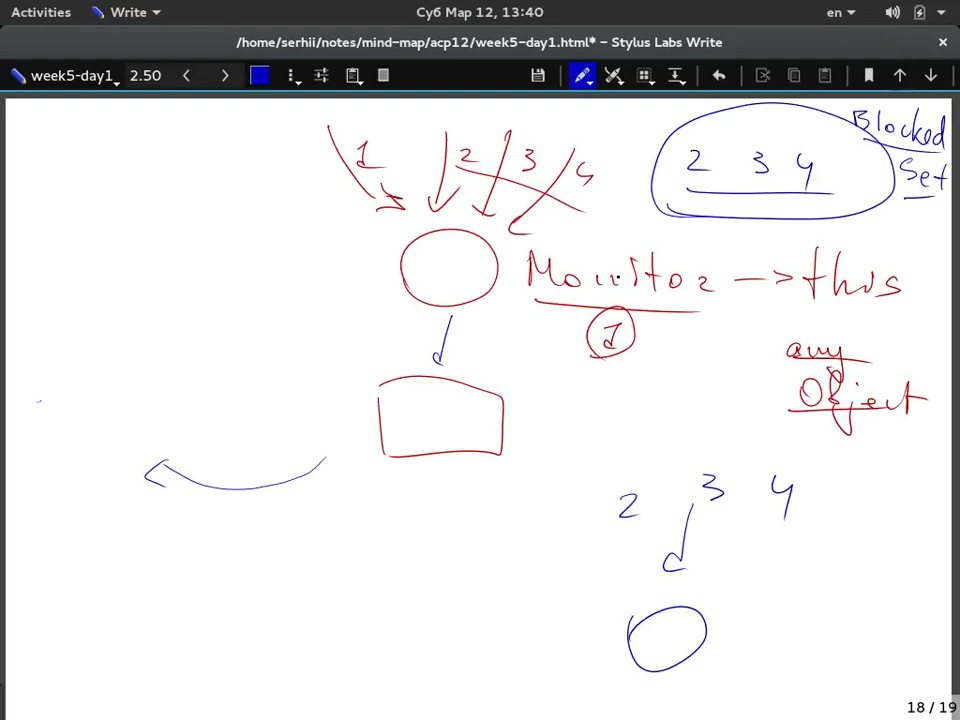 Activities Write Суб Мар 12, 13:40 en
/home/serhii/notes/mind-map/acp12/week5-day1.html* – Stylus Labs Write
week5-day1 2.50
1 2 3 4
2 3 4
Blocked
Set
Monitor → this
1
any
Object
2 3 4
18 / 19